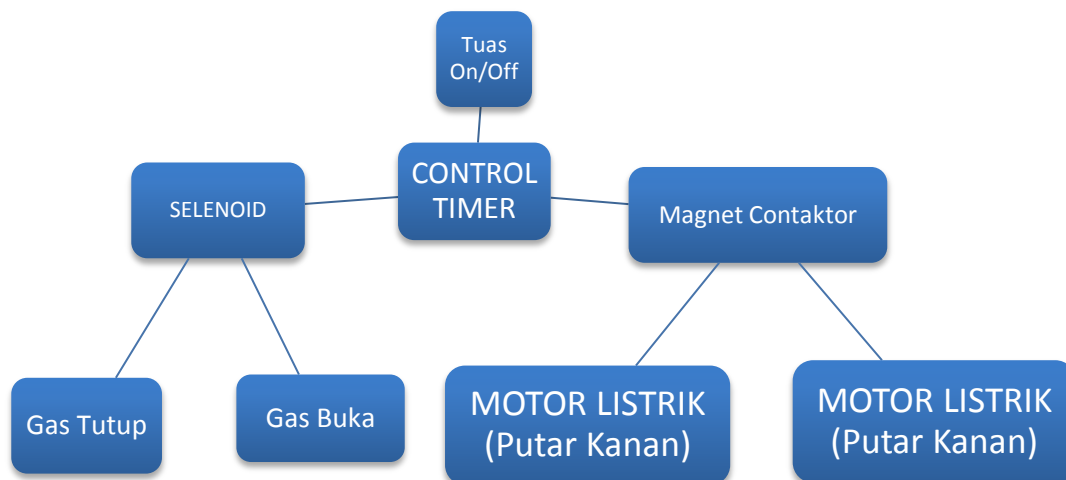 Tuas
On/Off
CONTROL
TIMER
SELENOID
Magnet Contaktor
Gas Tutup
Gas Buka
MOTOR LISTRIK
(Putar Kanan)
MOTOR LISTRIK
(Putar Kanan)